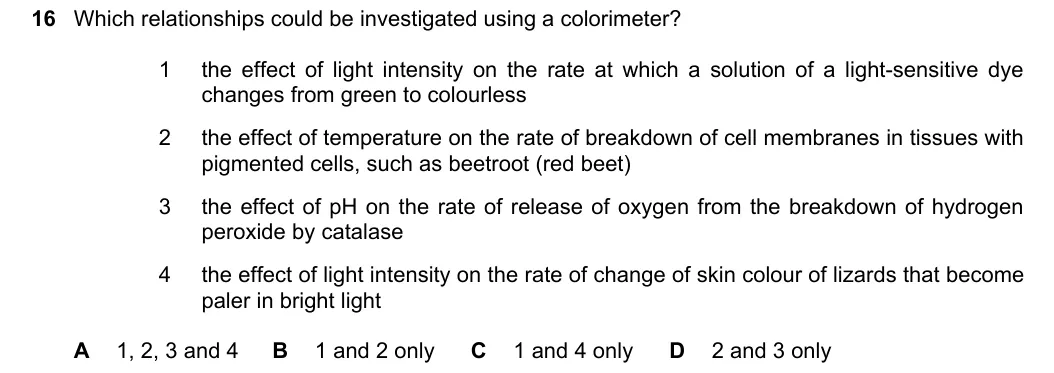 16 Which relationships could be investigated using a colorimeter?
1 the effect of light intensity on the rate at which a solution of a light-sensitive dye
changes from green to colourless
2 the effect of temperature on the rate of breakdown of cell membranes in tissues with
pigmented cells, such as beetroot (red beet)
3 the effect of pH on the rate of release of oxygen from the breakdown of hydrogen
peroxide by catalase
4 the effect of light intensity on the rate of change of skin colour of lizards that become
paler in bright light
A 1, 2, 3 and 4 B 1 and 2 only C 1 and 4 only D 2 and 3 only